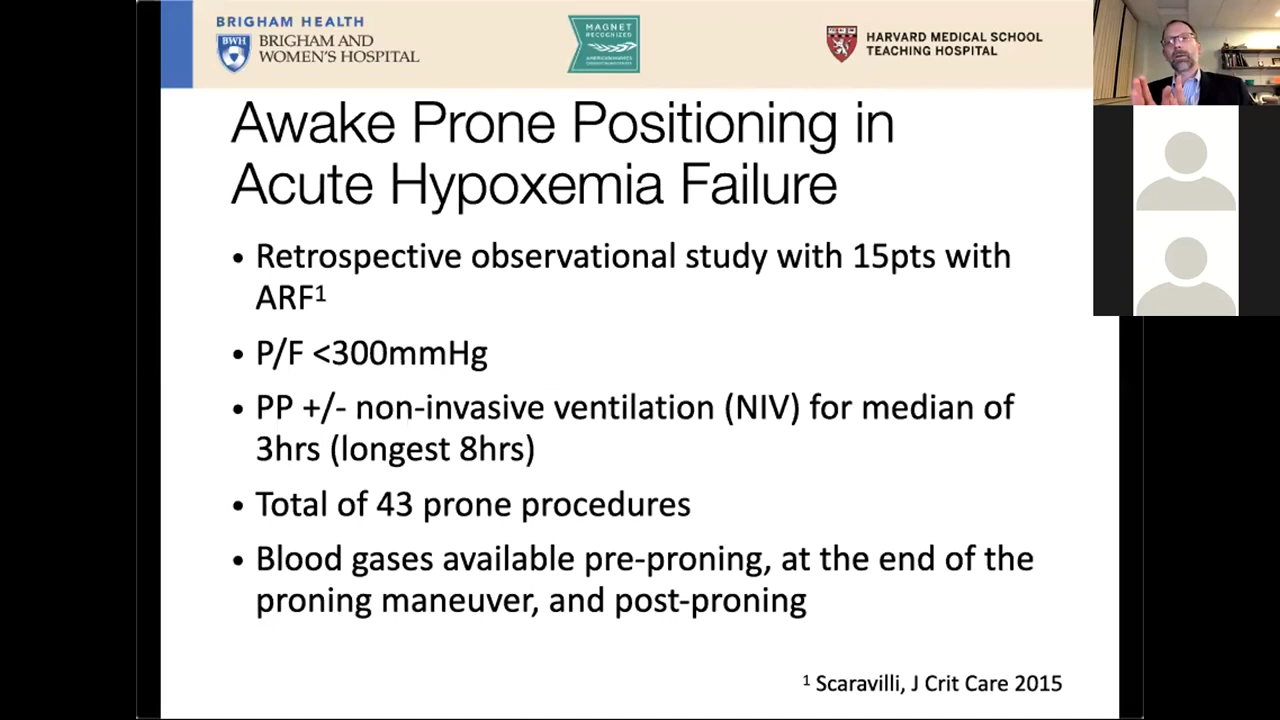 BRIGHAM HEALTH
BWH
BRIGHAM AND
WOMEN'S HOSPITAL
MAGNET
RECOGNIZED
HARVARD MEDICAL SCHOOL
TEACHING HOSPITAL
Awake Prone Positioning in
Acute Hypoxemia Failure
• Retrospective observational study with 15pts with
ARF¹
• P/F <300mmHg
• PP +/- non-invasive ventilation (NIV) for median of
3hrs (longest 8hrs)
• Total of 43 prone procedures
• Blood gases available pre-proning, at the end of the
proning maneuver, and post-proning
¹ Scaravilli, J Crit Care 2015